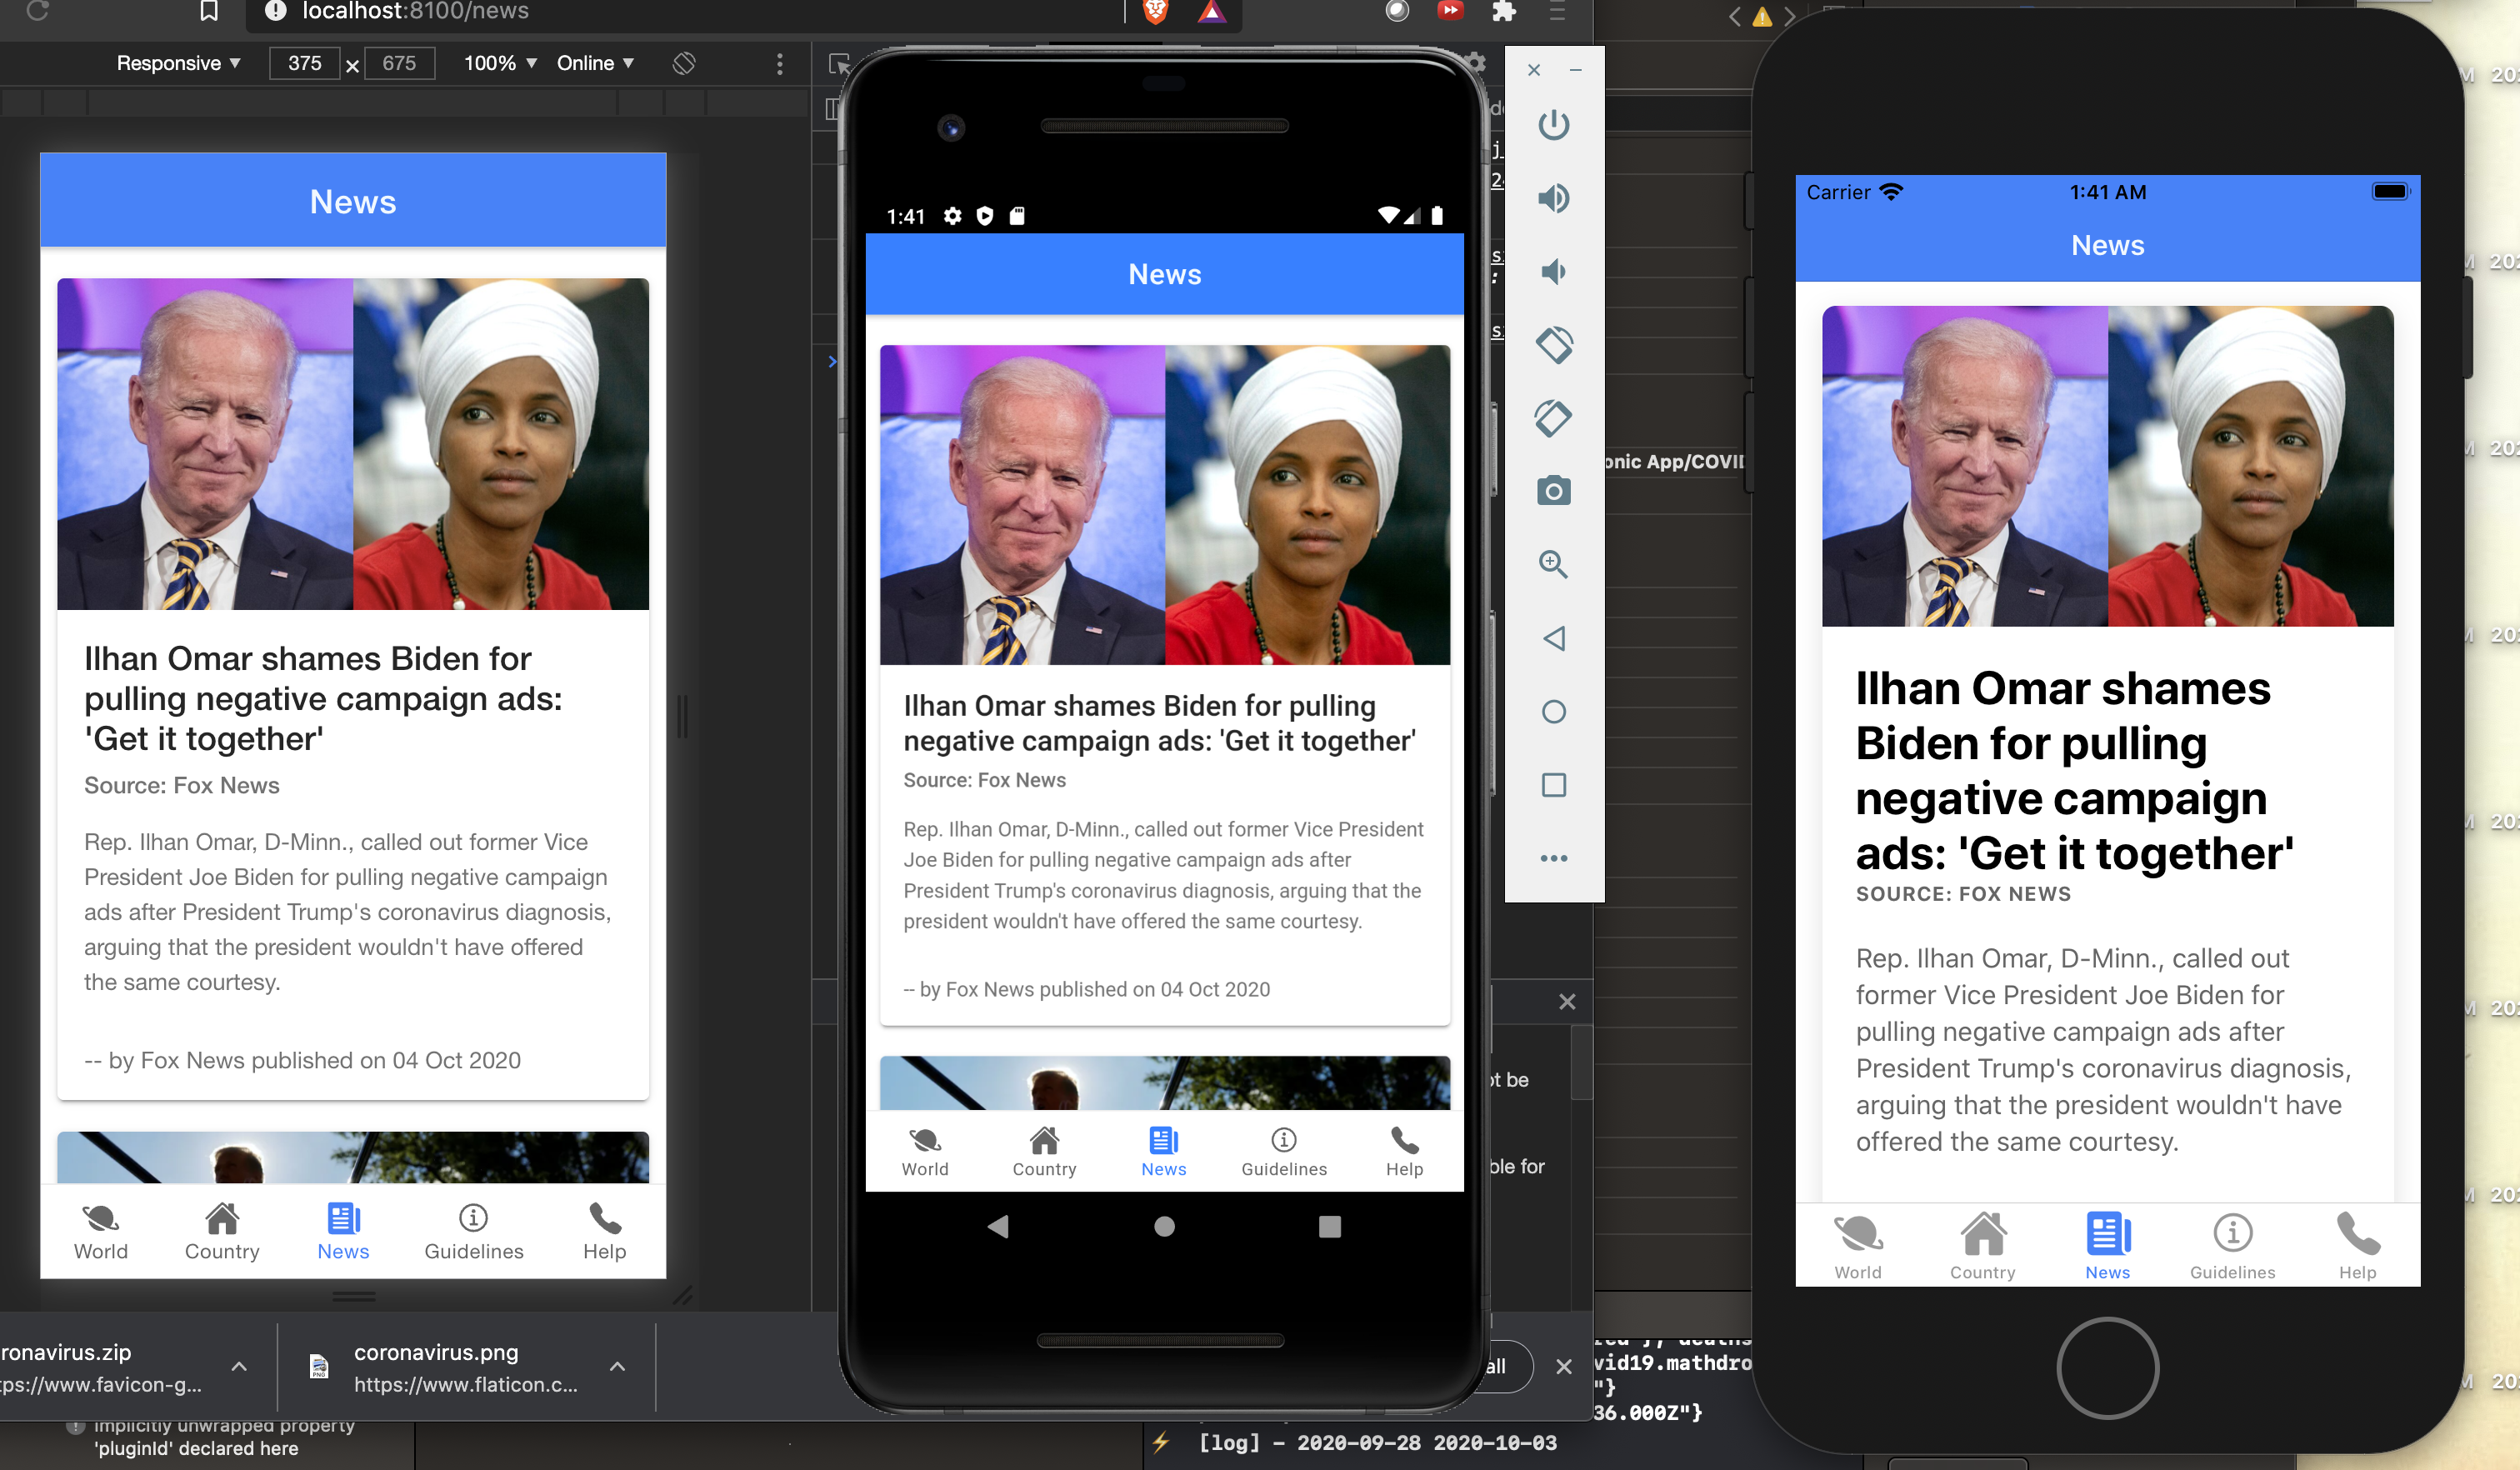 localhost:8100/news
Responsive ▼ 375 × 675 100% ▼ Online ▼
News
Ilhan Omar shames Biden for
pulling negative campaign ads:
'Get it together'
Source: Fox News
Rep. Ilhan Omar, D-Minn., called out former Vice
President Joe Biden for pulling negative campaign
ads after President Trump's coronavirus diagnosis,
arguing that the president wouldn't have offered
the same courtesy.
-- by Fox News published on 04 Oct 2020
World Country News Guidelines Help
ronavirus.zip
tps://www.favicon-g...
coronavirus.png
https://www.flaticon.c...
Implicitly unwrapped property
'pluginId' declared here
1:41
News
Ilhan Omar shames Biden for pulling
negative campaign ads: 'Get it together'
Source: Fox News
Rep. Ilhan Omar, D-Minn., called out former Vice President
Joe Biden for pulling negative campaign ads after
President Trump's coronavirus diagnosis, arguing that the
president wouldn't have offered the same courtesy.
-- by Fox News published on 04 Oct 2020
World Country News Guidelines Help
onic App/COVI
ot be
ble for
all
vid19.mathdro
"}
36.000Z"}
[log] - 2020-09-28 2020-10-03
Carrier 1:41 AM
News
Ilhan Omar shames
Biden for pulling
negative campaign
ads: 'Get it together'
SOURCE: FOX NEWS
Rep. Ilhan Omar, D-Minn., called out
former Vice President Joe Biden for
pulling negative campaign ads after
President Trump's coronavirus diagnosis,
arguing that the president wouldn't have
offered the same courtesy.
World Country News Guidelines Help